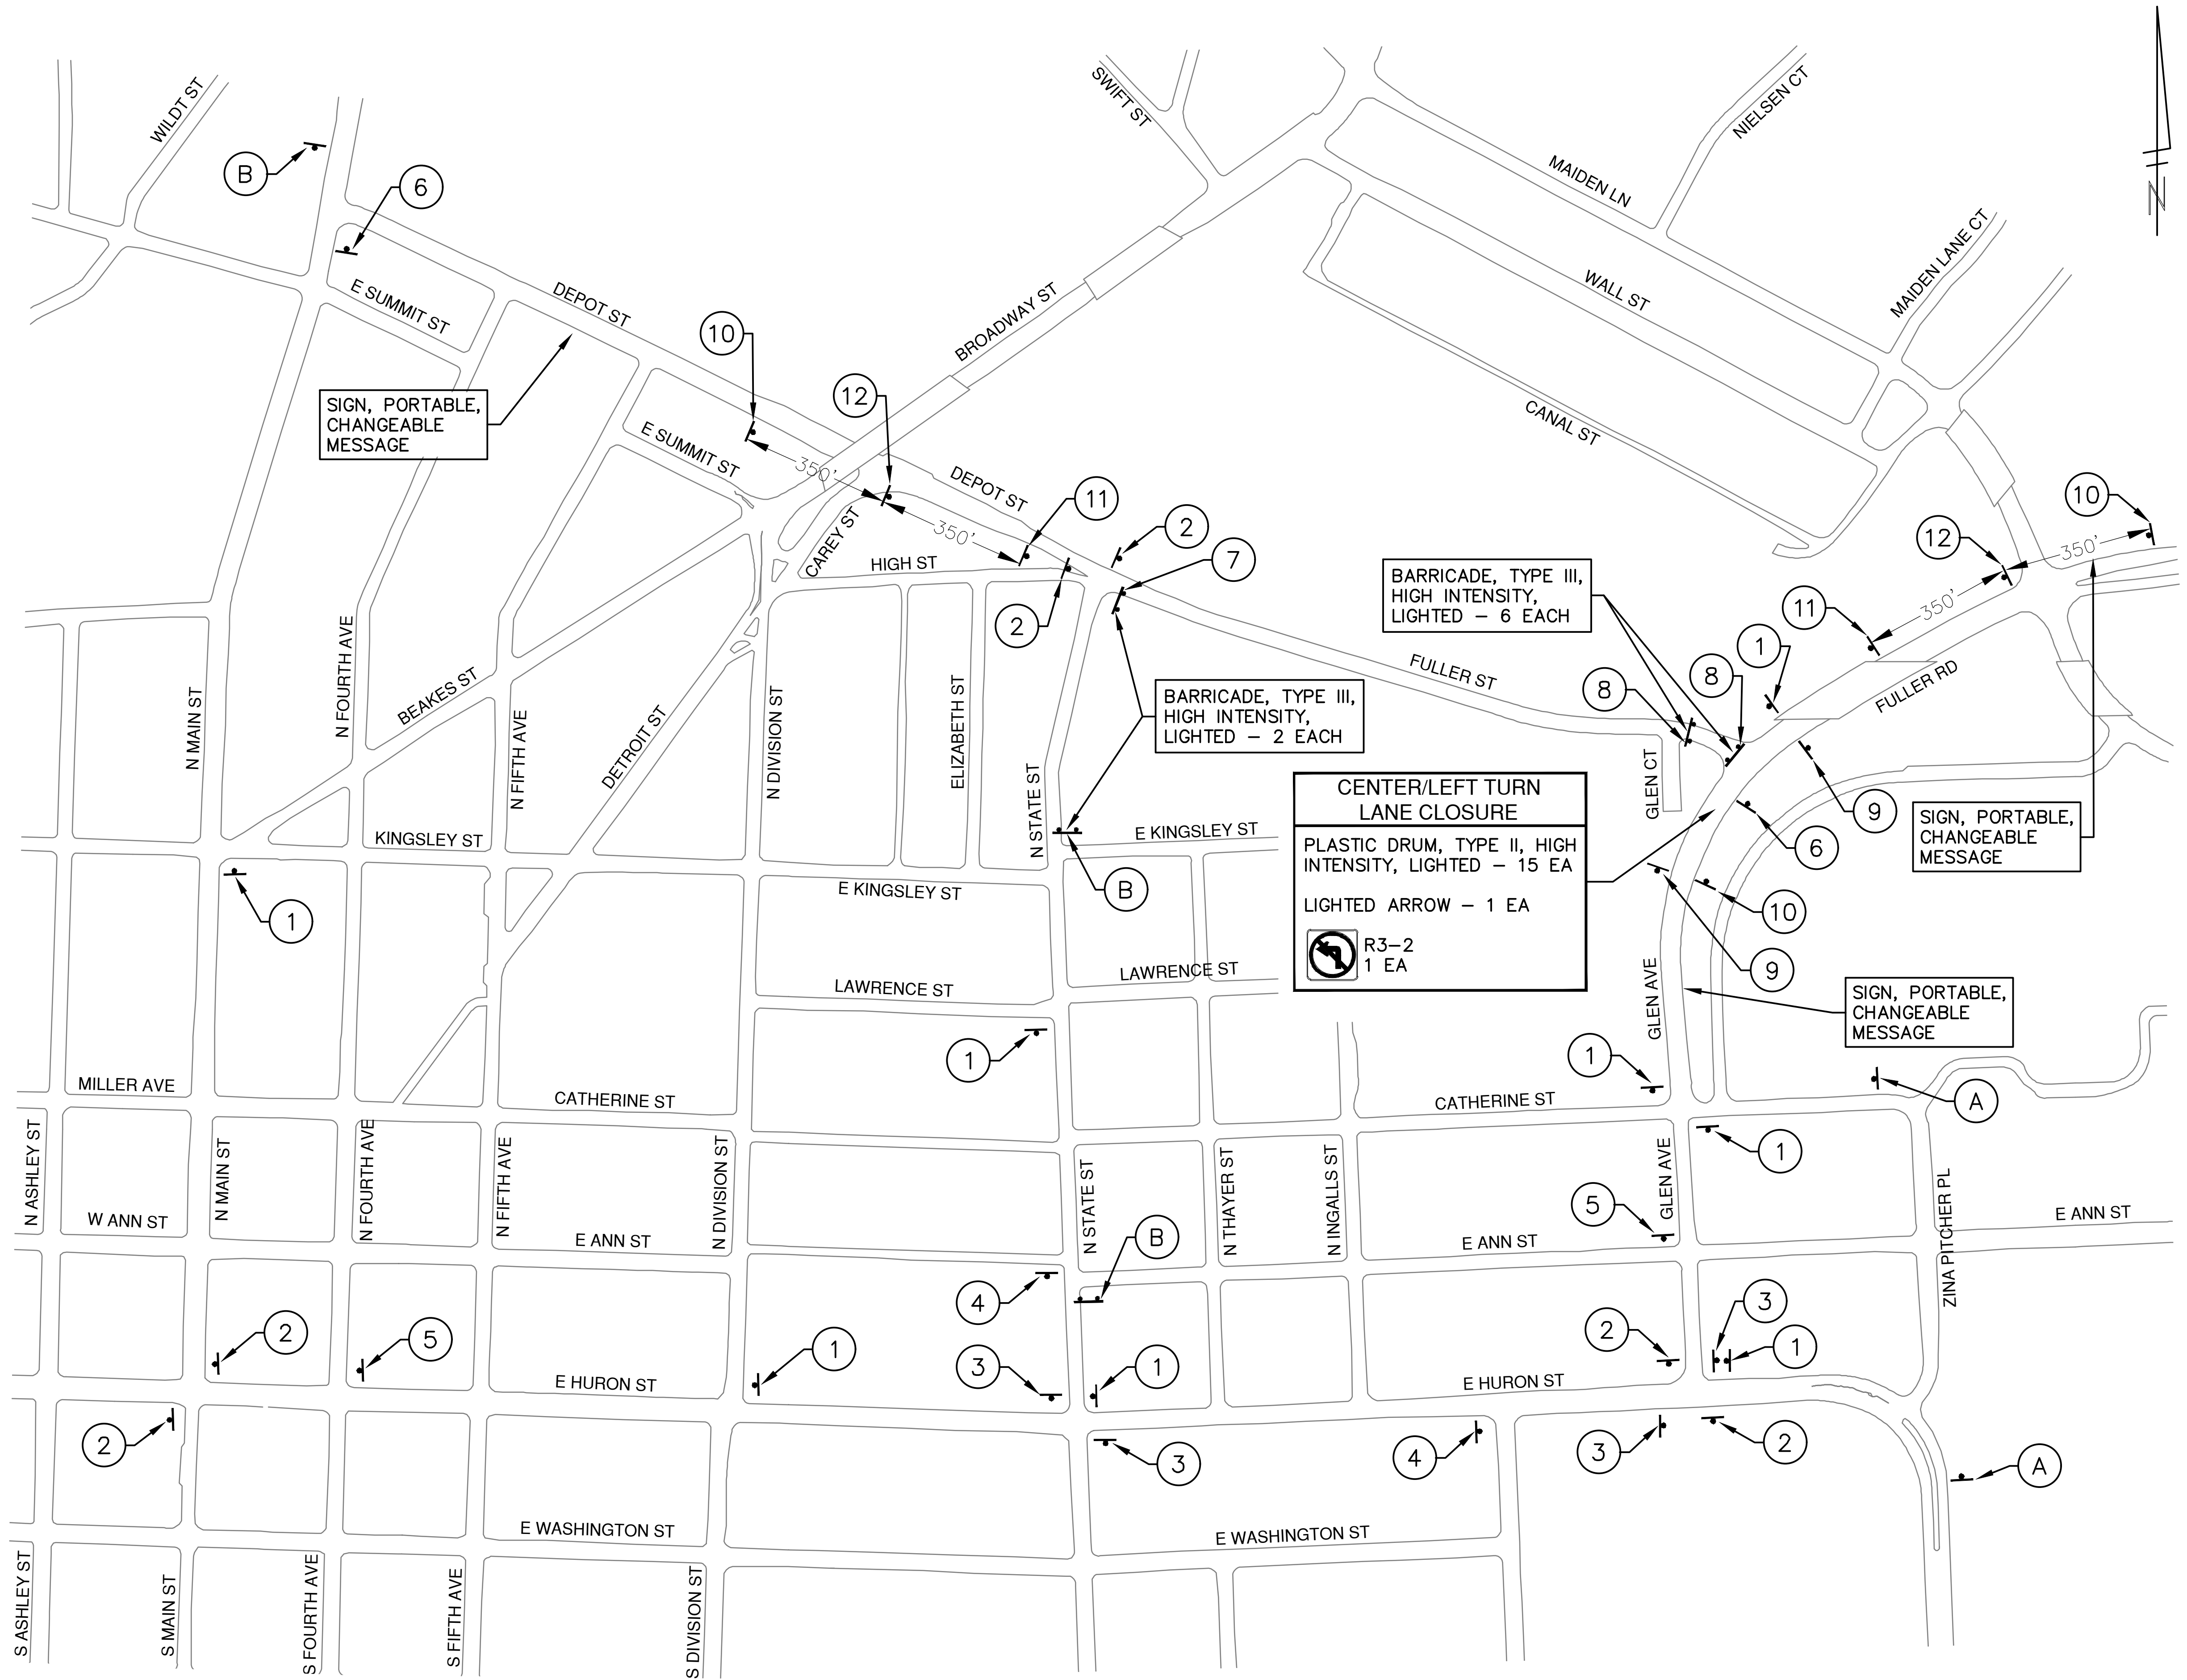 SWIFT ST
NIELSEN CT
WILDT ST
B
MAIDEN LN
6
N
MAIDEN LANE CT
E SUMMIT ST
DEPOT ST
BROADWAY ST
WALL ST
10
12
SIGN, PORTABLE,
CHANGEABLE
MESSAGE
E SUMMIT ST
350'
CANAL ST
DEPOT ST
11
10
2
350'
CAREY ST
HIGH ST
7
12
350'
BARRICADE, TYPE III,
HIGH INTENSITY,
LIGHTED - 6 EACH
350'
11
2
1
N FOURTH AVE
BEAKES ST
N MAIN ST
N FIFTH AVE
DETROIT ST
N DIVISION ST
ELIZABETH ST
BARRICADE, TYPE III,
HIGH INTENSITY,
LIGHTED - 2 EACH
FULLER ST
8
8
FULLER RD
N STATE ST
GLEN CT
CENTER/LEFT TURN
LANE CLOSURE
PLASTIC DRUM, TYPE II, HIGH
INTENSITY, LIGHTED - 15 EA
LIGHTED ARROW - 1 EA
R3-2
1 EA
9
6
SIGN, PORTABLE,
CHANGEABLE
MESSAGE
KINGSLEY ST
E KINGSLEY ST
E KINGSLEY ST
B
1
10
9
LAWRENCE ST
LAWRENCE ST
GLEN AVE
SIGN, PORTABLE,
CHANGEABLE
MESSAGE
1
1
MILLER AVE
CATHERINE ST
CATHERINE ST
A
N ASHLEY ST
N MAIN ST
N FOURTH AVE
N FIFTH AVE
N DIVISION ST
N STATE ST
N THAYER ST
N INGALLS ST
GLEN AVE
1
5
ZINA PITCHER PL
W ANN ST
E ANN ST
E ANN ST
E ANN ST
B
4
3
2
5
1
3
1
2
1
E HURON ST
E HURON ST
2
3
4
3
2
A
E WASHINGTON ST
E WASHINGTON ST
S ASHLEY ST
S MAIN ST
S FOURTH AVE
S FIFTH AVE
S DIVISION ST